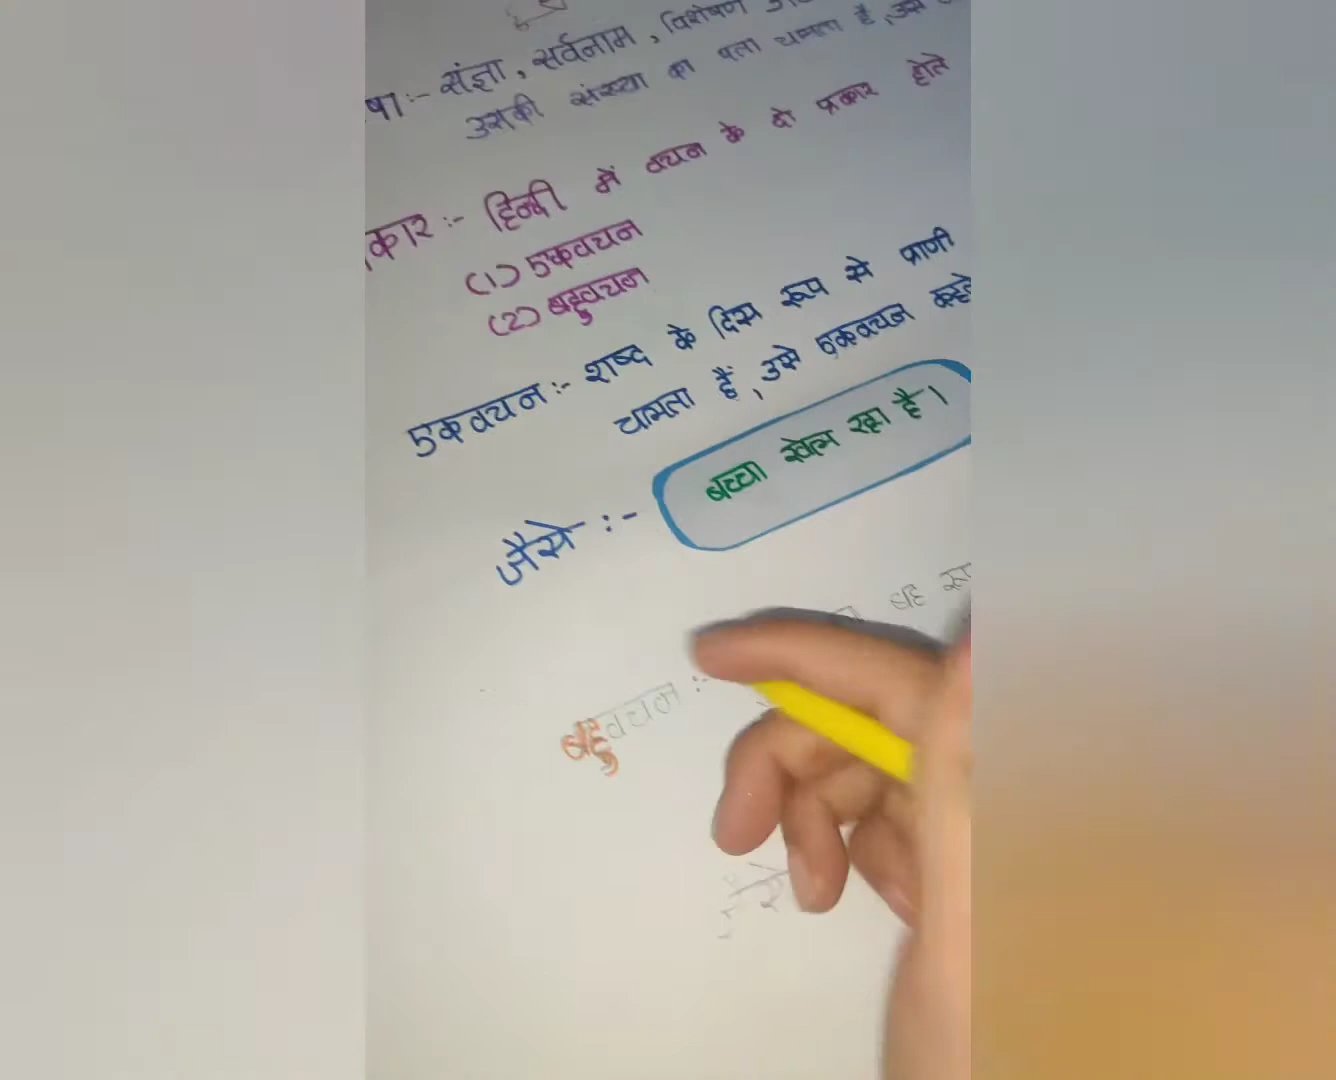 षा:- संज्ञा, सर्वनाम, विशेषण
उसकी संख्या का पता चलता है, उसे
कार:- हिन्दी में वचन के दो प्रकार होते
(1) एकवचन
(2) बहुवचन
एकवचन:- शब्द के दिस रूप से प्राणी
चलता हैं, उसे एकवचन कहते
जैसे :- बच्चा खेल रहा है।
वह रू
बहुवचन :-
जैसे